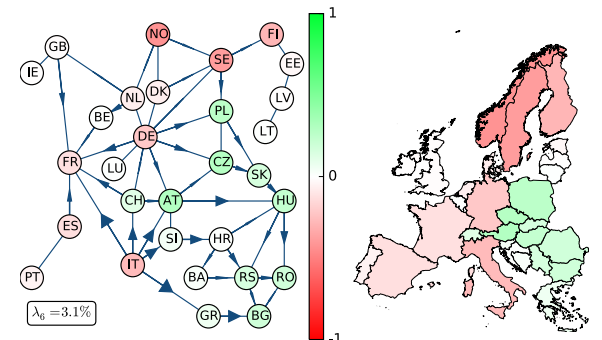 NO
FI
GB
SE
EE
IE
NL
DK
LV
BE
PL
LT
DE
FR
LU
CZ
SK
CH
AT
HU
ES
SI
HR
PT
IT
BA
RS
RO
GR
BG
λ₆ =3.1%
1
0
-1